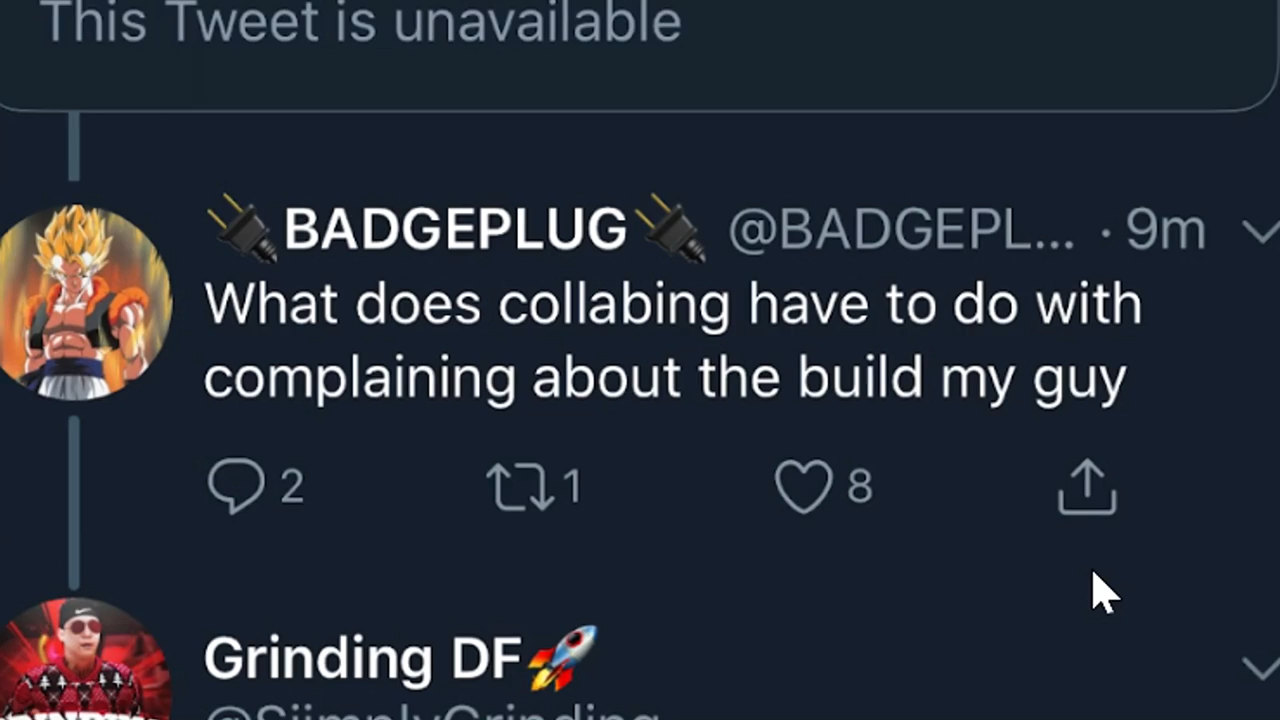 This Tweet is unavailable
🔌BADGEPLUG🔌 @BADGEPL... · 9m
What does collabing have to do with
complaining about the build my guy
2 1 8
Grinding DF🚀
@SiimplyGrinding